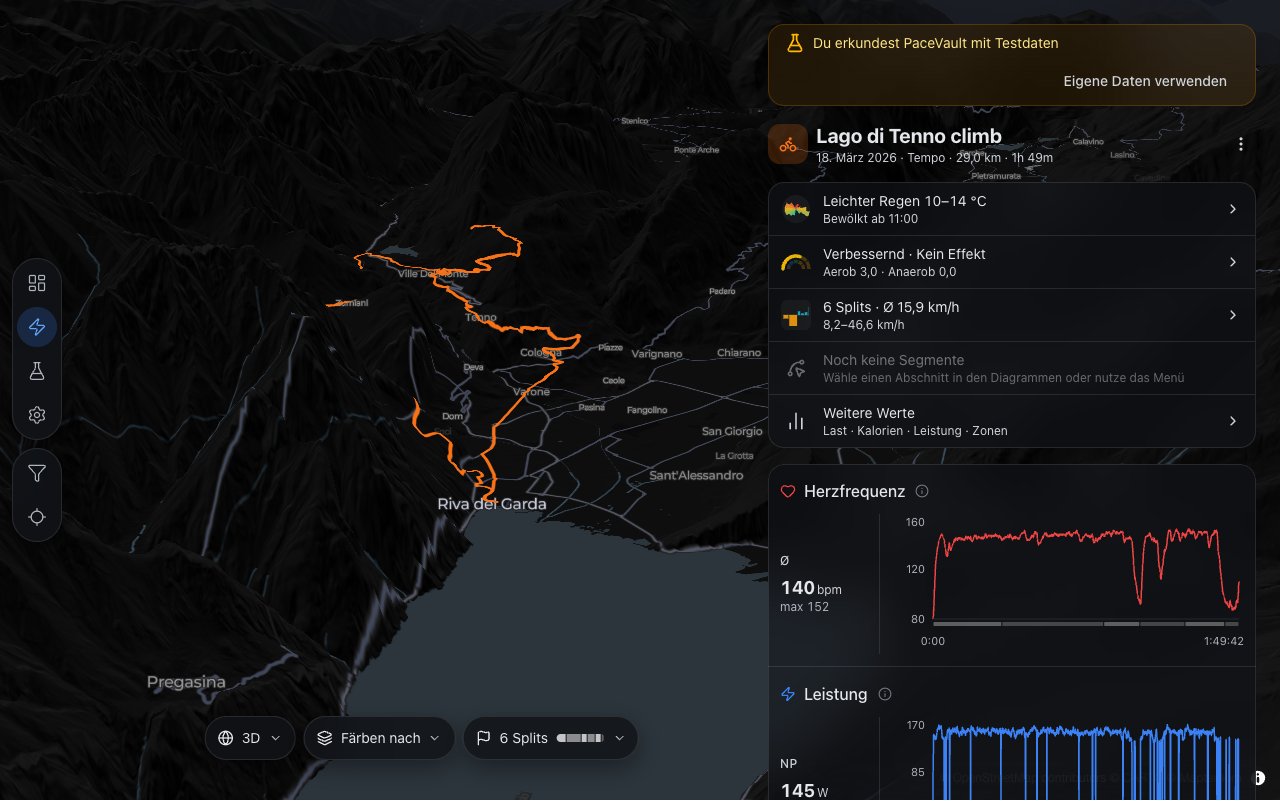 Du erkundest PaceVault mit Testdaten
Eigene Daten verwenden
Lago di Tenno climb
18. März 2026 · Tempo · 29,0 km · 1h 49m
Leichter Regen 10–14 °C
Bewölkt ab 11:00
Verbessernd · Kein Effekt
Aerob 3,0 · Anaerob 0,0
6 Splits · Ø 15,9 km/h
8,2–46,6 km/h
Noch keine Segmente
Wähle einen Abschnitt in den Diagrammen oder nutze das Menü
Weitere Werte
Last · Kalorien · Leistung · Zonen
Herzfrequenz
Ø
140 bpm
max 152
160
120
80
0:00
1:49:42
Leistung
NP
145 W
170
85
Stenico
Ponte Arche
Calavino
Lasino
Pietramurata
Ville Del Monte
Zumiani
Padaro
Tenno
Cologna
Piazze
Varignano
Chiarano
Deva
Ceole
Varone
Pasina
Fangolino
Dom
San Giorgio
La Grotta
Sant'Alessandro
Riva del Garda
Pregasina
3D
Färben nach
6 Splits